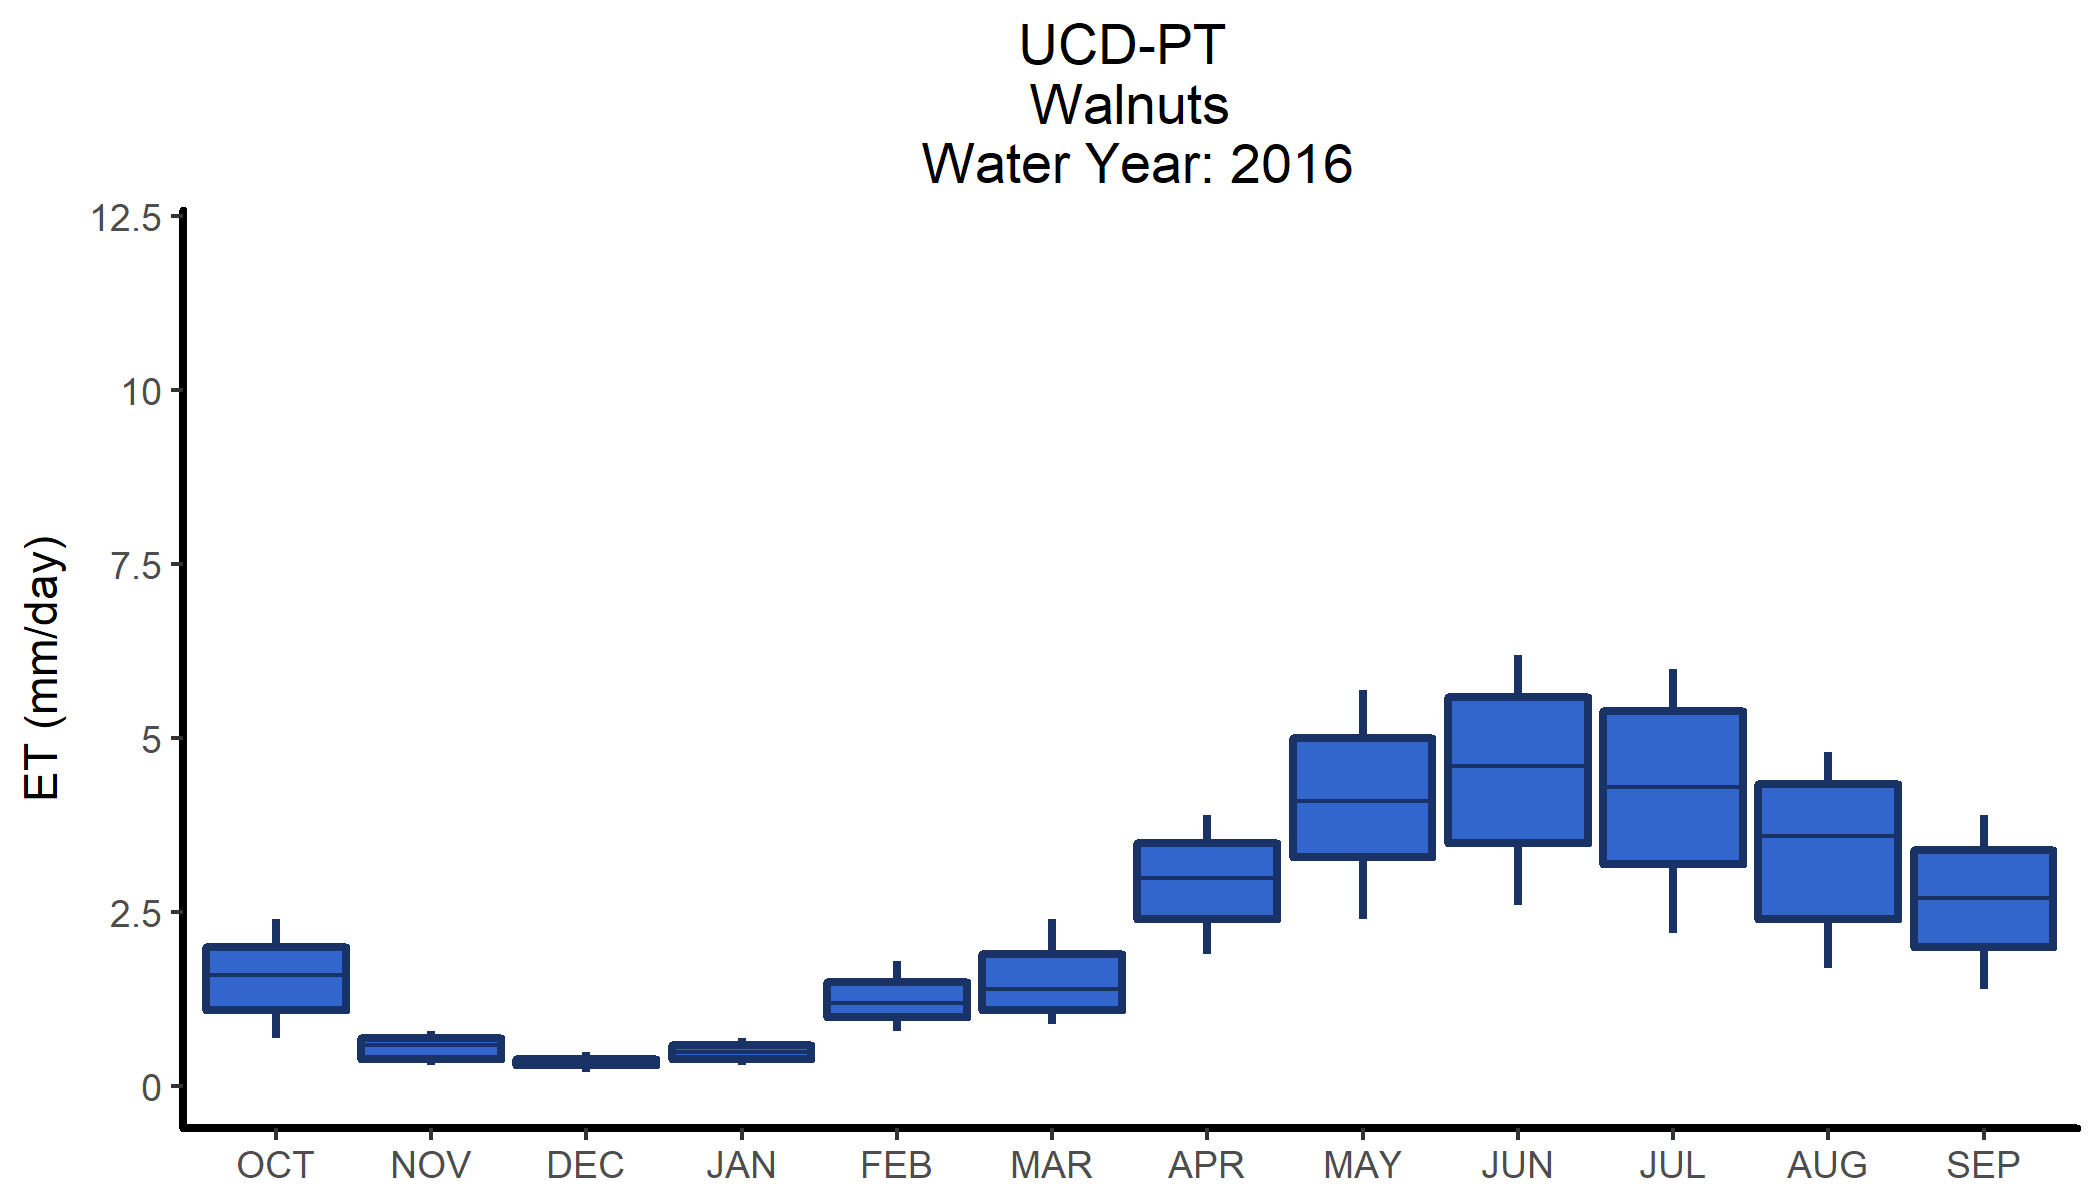 UCD-PT
Walnuts
Water Year: 2016
12.5
10
7.5
5
2.5
0
ET (mm/day)
OCT NOV DEC JAN FEB MAR APR MAY JUN JUL AUG SEP